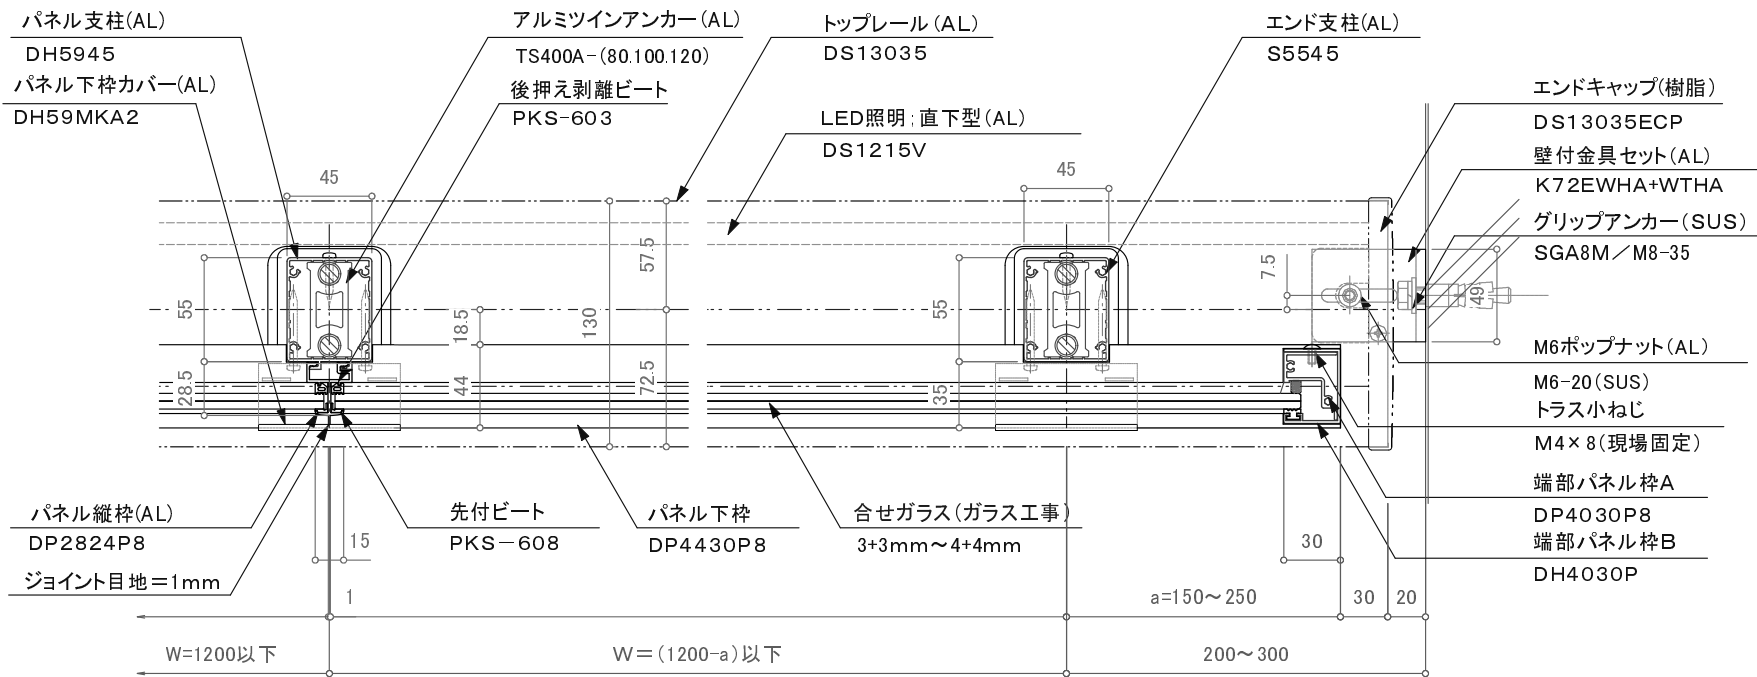 パネル支柱(AL)
DH5945
パネル下枠カバー(AL)
DH59MKA2
アルミツインアンカー(AL)
TS400A-(80.100.120)
後押え剥離ビート
PKS-603
トップレール(AL)
DS13035
LED照明;直下型(AL)
DS1215V
エンド支柱(AL)
S5545
エンドキャップ(樹脂)
DS13035ECP
壁付金具セット(AL)
K72EWHA+WTHA
グリップアンカー(SUS)
SGA8M／M8-35
M6ポップナット(AL)
M6-20(SUS)
トラス小ねじ
M4×8(現場固定)
端部パネル枠A
DP4030P8
端部パネル枠B
DH4030P
45
45
55
28.5
18.5
44
130
57.5
72.5
55
35
7.5
49
パネル縦枠(AL)
DP2824P8
ジョイント目地＝1mm
先付ビート
PKS－608
パネル下枠
DP4430P8
合せガラス(ガラス工事)
3+3mm～4+4mm
15
30
1
a=150～250
30
20
W=1200以下
W＝(1200-a)以下
200～300